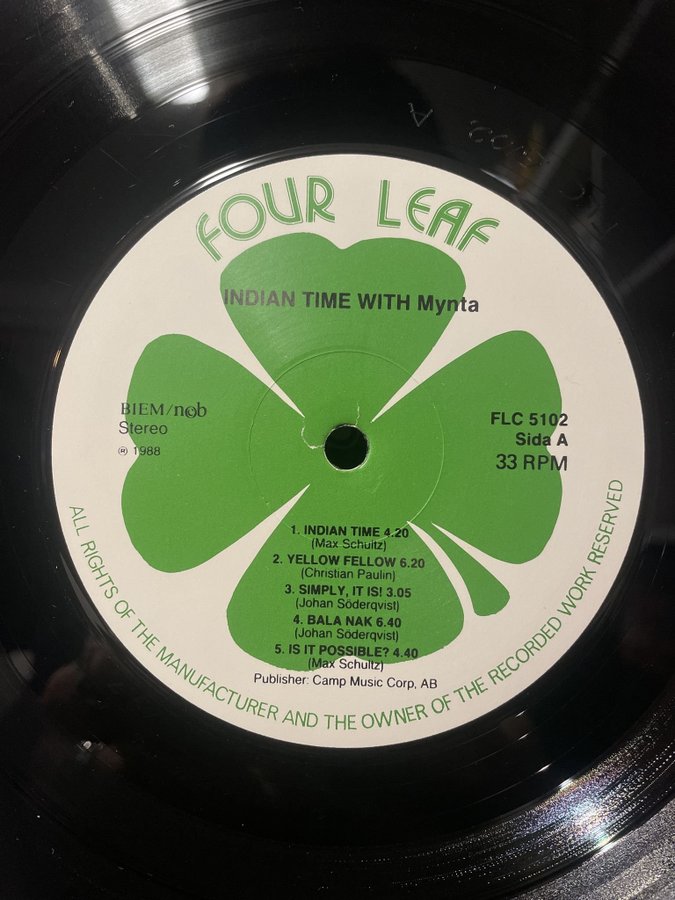 FOUR LEAF
INDIAN TIME WITH Mynta
BIEM/ncb
Stereo
℗ 1988
FLC 5102
Sida A
33 RPM
1. INDIAN TIME 4.20
(Max Schultz)
2. YELLOW FELLOW 6.20
(Christian Paulin)
3. SIMPLY, IT IS! 3.05
(Johan Söderqvist)
4. BALA NAK 6.40
(Johan Söderqvist)
5. IS IT POSSIBLE? 4.40
(Max Schultz)
Publisher: Camp Music Corp, AB
ALL RIGHTS OF THE MANUFACTURER AND THE OWNER OF THE RECORDED WORK RESERVED